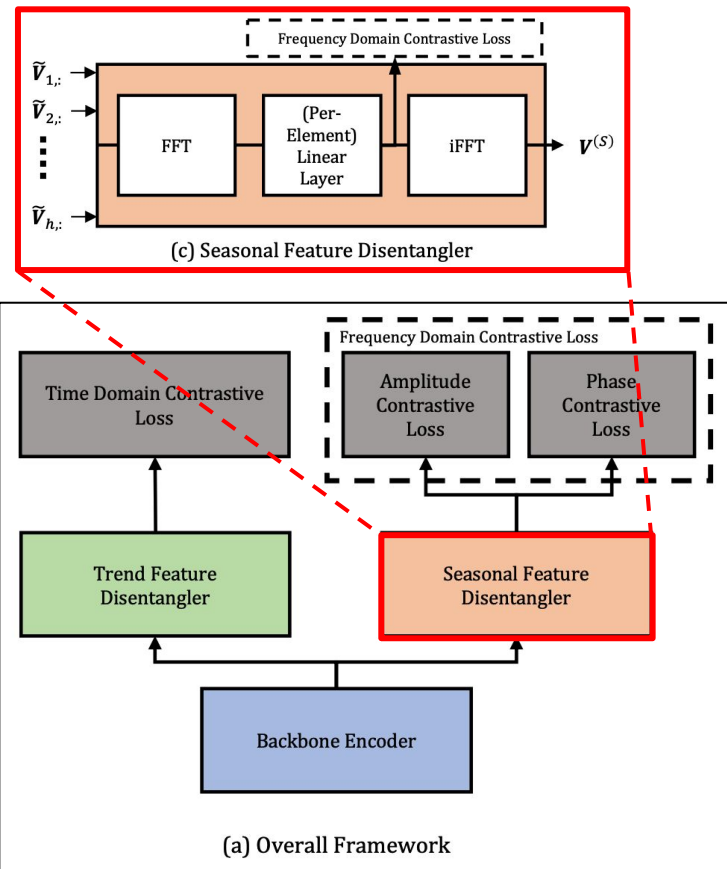 Frequency Domain Contrastive Loss
Ṽ₁,:
Ṽ₂,:
Ṽₕ,:
FFT
(Per-
Element)
Linear
Layer
iFFT
V⁽ˢ⁾
(c) Seasonal Feature Disentangler
Frequency Domain Contrastive Loss
Time Domain Contrastive
Loss
Amplitude
Contrastive
Loss
Phase
Contrastive
Loss
Trend Feature
Disentangler
Seasonal Feature
Disentangler
Backbone Encoder
(a) Overall Framework